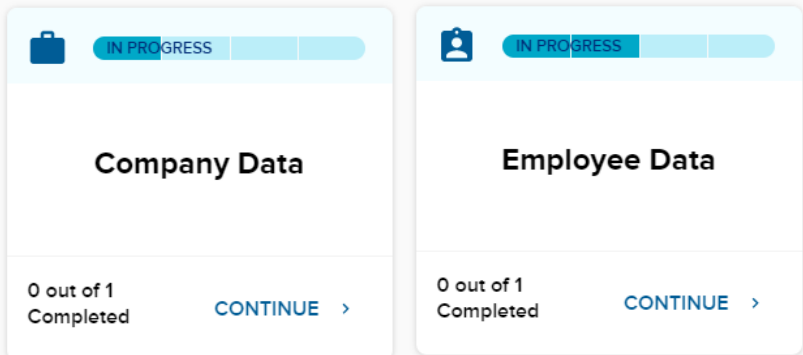 IN PROGRESS
Company Data
0 out of 1
Completed
CONTINUE
IN PROGRESS
Employee Data
0 out of 1
Completed
CONTINUE